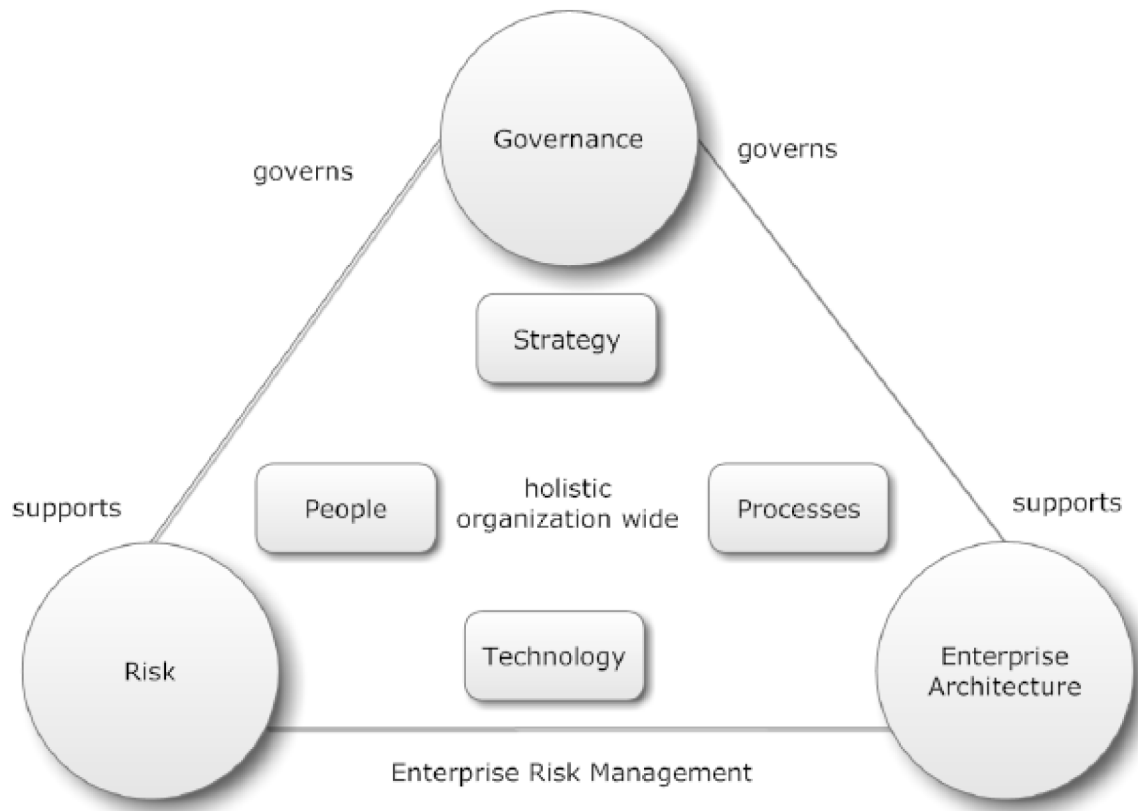 Governance
governs
governs
Strategy
supports
People
holistic
organization wide
Processes
supports
Risk
Technology
Enterprise
Architecture
Enterprise Risk Management